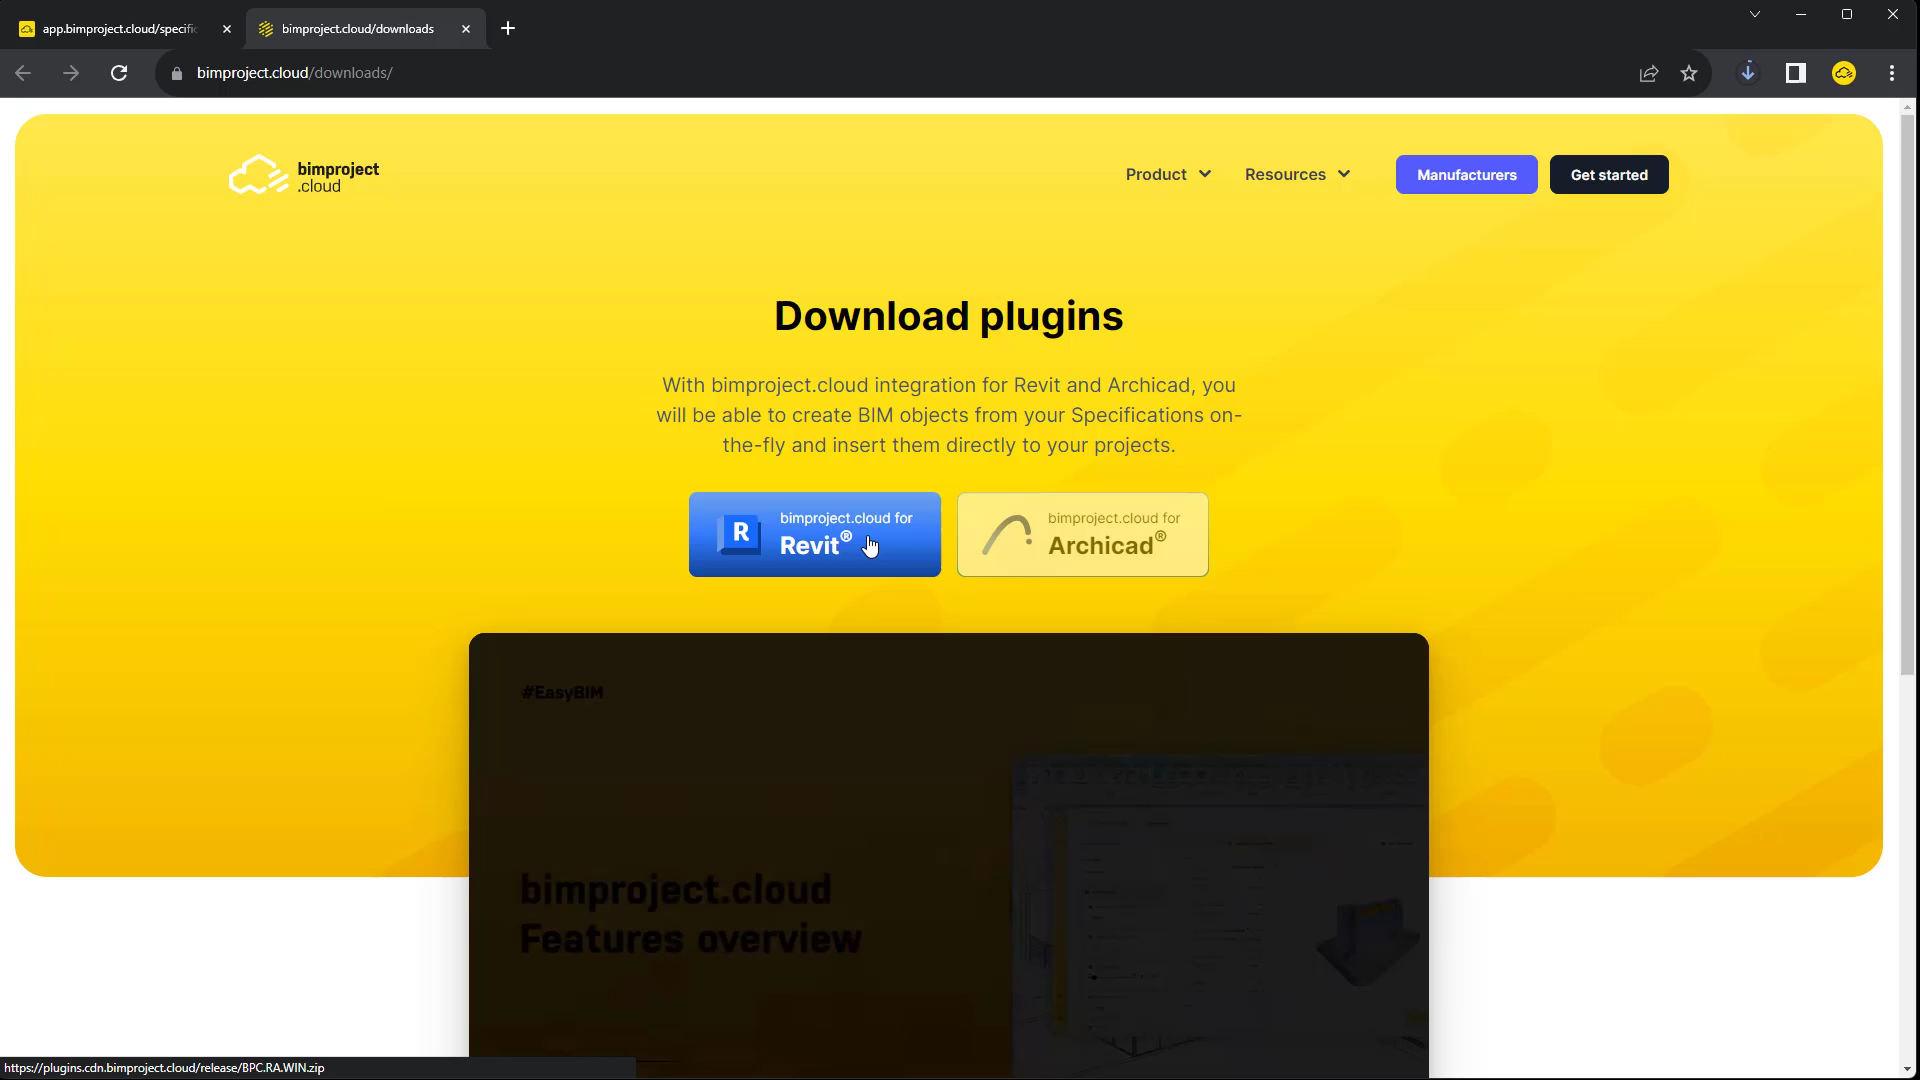 app.bimproject.cloud/specific
bimproject.cloud/downloads
bimproject.cloud/downloads/
bimproject
.cloud
Product
Resources
Manufacturers
Get started
Download plugins
With bimproject.cloud integration for Revit and Archicad, you
will be able to create BIM objects from your Specifications on-
the-fly and insert them directly to your projects.
R
bimproject.cloud for
Revit®
bimproject.cloud for
Archicad®
#EasyBIM
bimproject.cloud
Features overview
https://plugins.cdn.bimproject.cloud/release/BPC.RA.WIN.zip